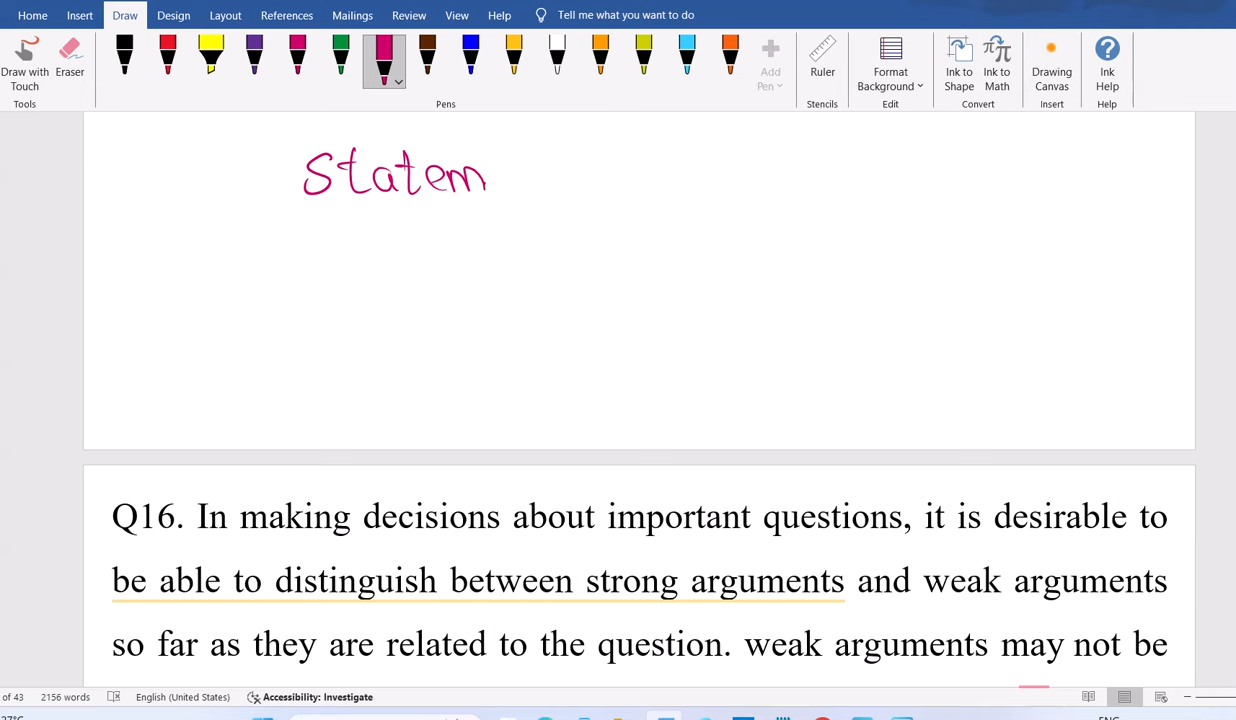 Home Insert Draw Design Layout References Mailings Review View Help Tell me what you want to do
Draw with Touch
Eraser
Add Pen
Ruler
Format Background
Ink to Shape
Ink to Math
Drawing Canvas
Ink Help
Tools Pens Stencils Edit Convert Insert Help
Statem
Q16. In making decisions about important questions, it is desirable to
be able to distinguish between strong arguments and weak arguments
so far as they are related to the question. weak arguments may not be
of 43 2156 words English (United States) Accessibility: Investigate